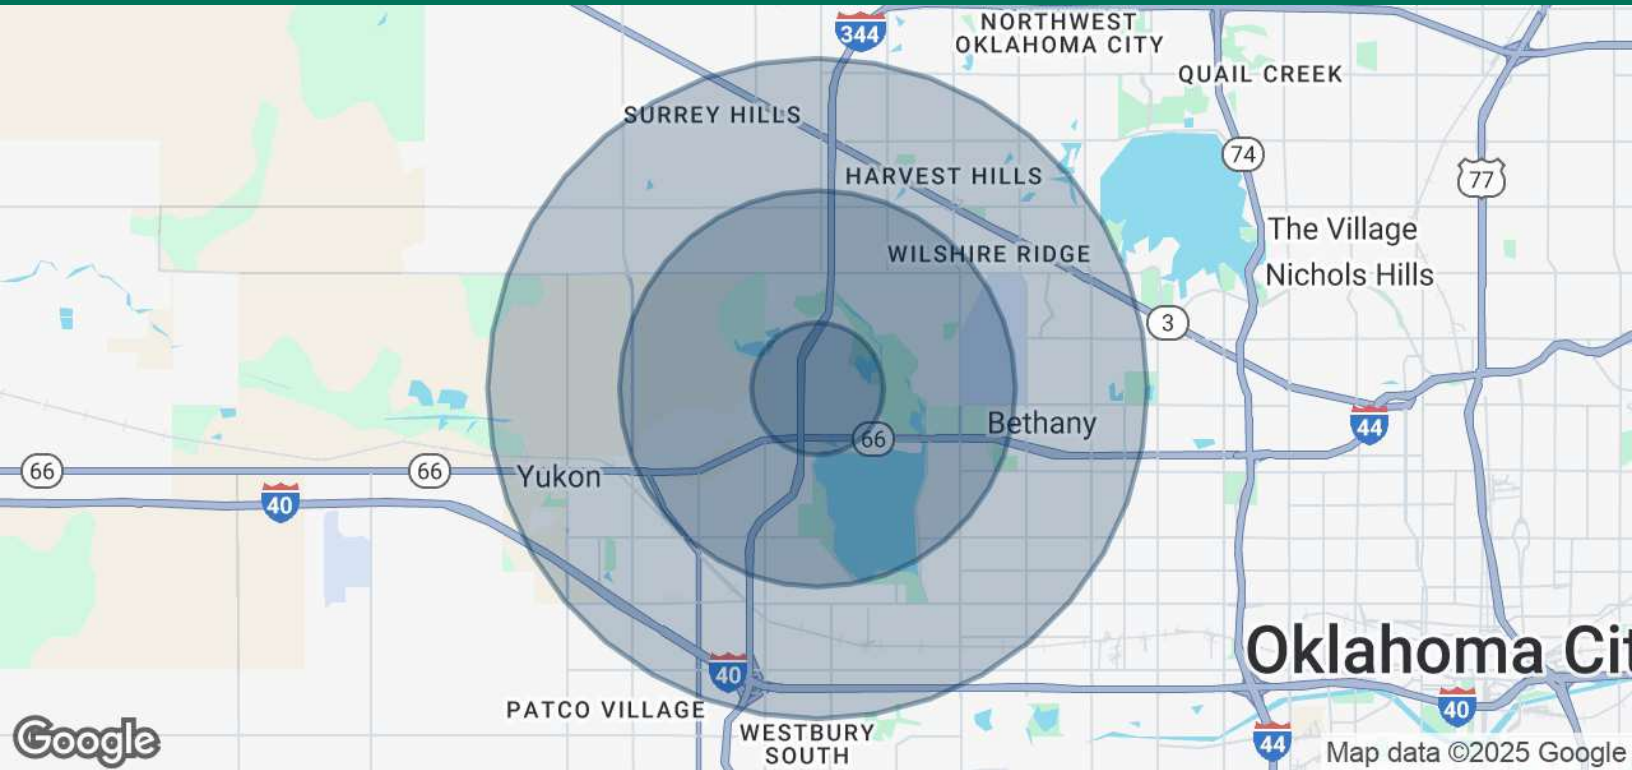 344
NORTHWEST
OKLAHOMA CITY
QUAIL CREEK
SURREY HILLS
74
HARVEST HILLS
77
The Village
WILSHIRE RIDGE
Nichols Hills
3
Bethany
44
66
66
66
Yukon
40
Oklahoma Cit
40
PATCO VILLAGE
40
WESTBURY
SOUTH
44
Google
Map data ©2025 Google